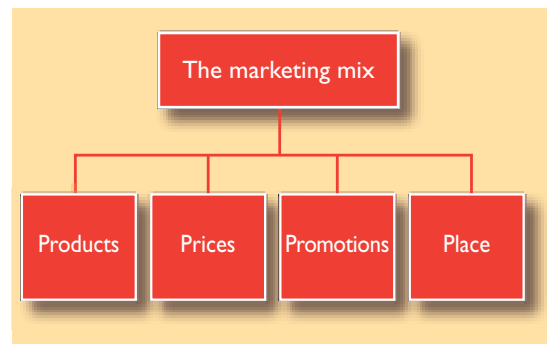 The marketing mix
Products
Prices
Promotions
Place